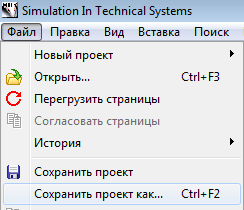 Simulation In Technical Systems
Файл Правка Вид Вставка Поиск
Новый проект
Открыть... Ctrl+F3
Перегрузить страницы
Согласовать страницы
История
Сохранить проект
Сохранить проект как... Ctrl+F2